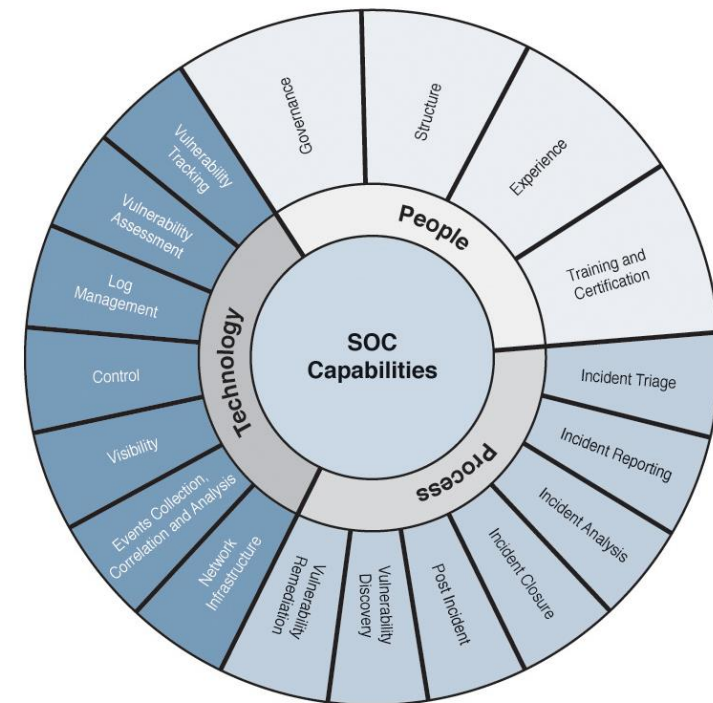 SOC
Capabilities
People
Governance
Structure
Experience
Training and
Certification
Process
Incident Triage
Incident Reporting
Incident Analysis
Incident Closure
Post Incident
Vulnerability
Discovery
Vulnerability
Remediation
Technology
Network
Infrastructure
Events Collection,
Correlation and Analysis
Visibility
Control
Log
Management
Vulnerability
Assessment
Vulnerability
Tracking